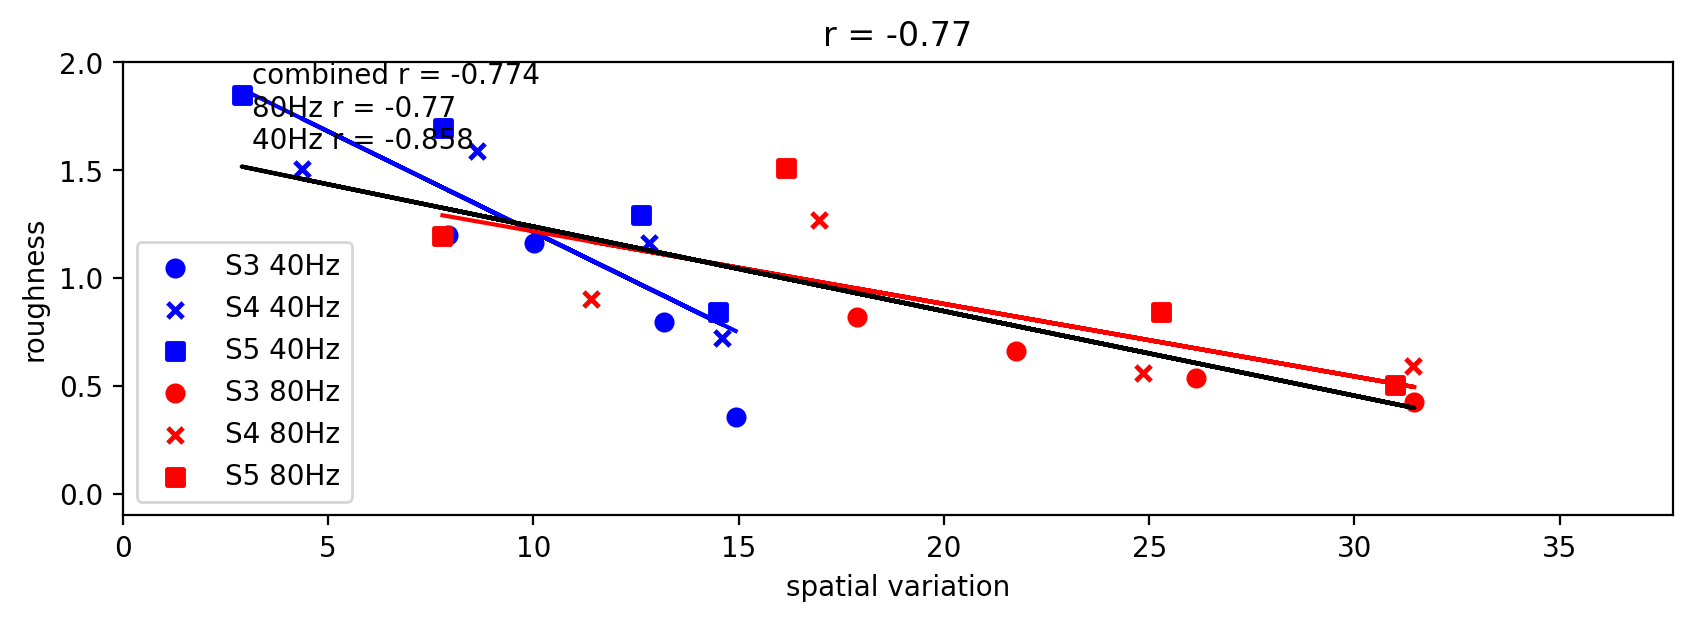 r = -0.77
combined r = -0.774
80Hz r = -0.77
40Hz r = -0.858
2.0
1.5
1.0
0.5
0.0
roughness
S3 40Hz
S4 40Hz
S5 40Hz
S3 80Hz
S4 80Hz
S5 80Hz
0 5 10 15 20 25 30 35
spatial variation